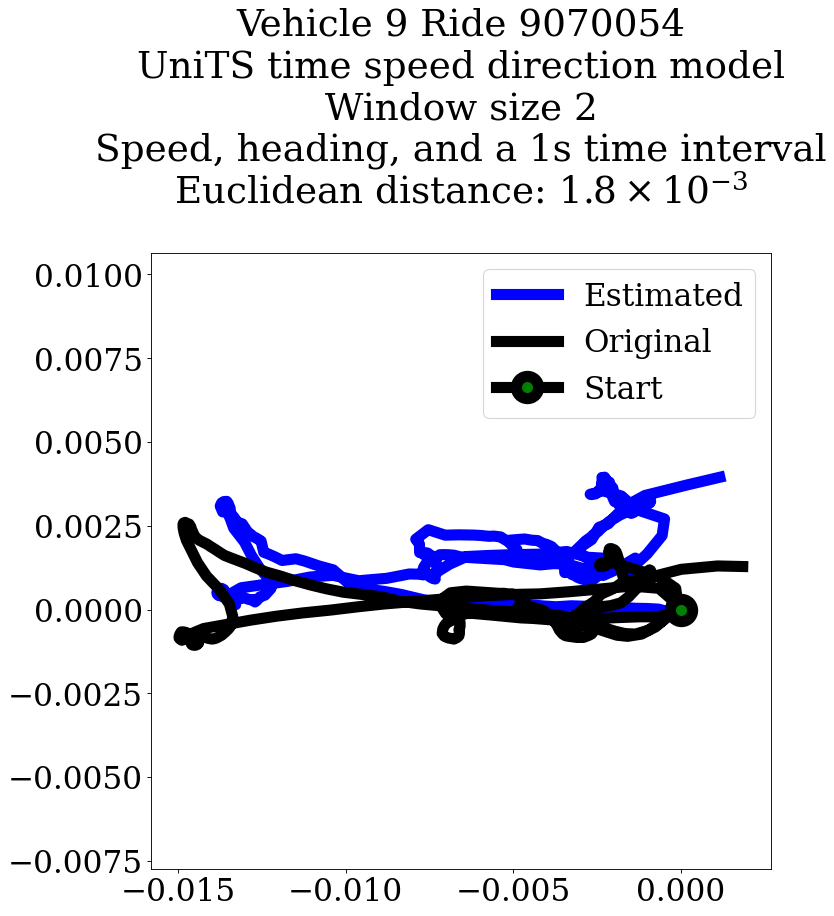 Vehicle 9 Ride 9070054
UniTS time speed direction model
Window size 2
Speed, heading, and a 1s time interval
Euclidean distance: 1.8 × 10⁻³
0.0100
0.0075
0.0050
0.0025
0.0000
−0.0025
−0.0050
−0.0075
Estimated
Original
Start
−0.015
−0.010
−0.005
0.000